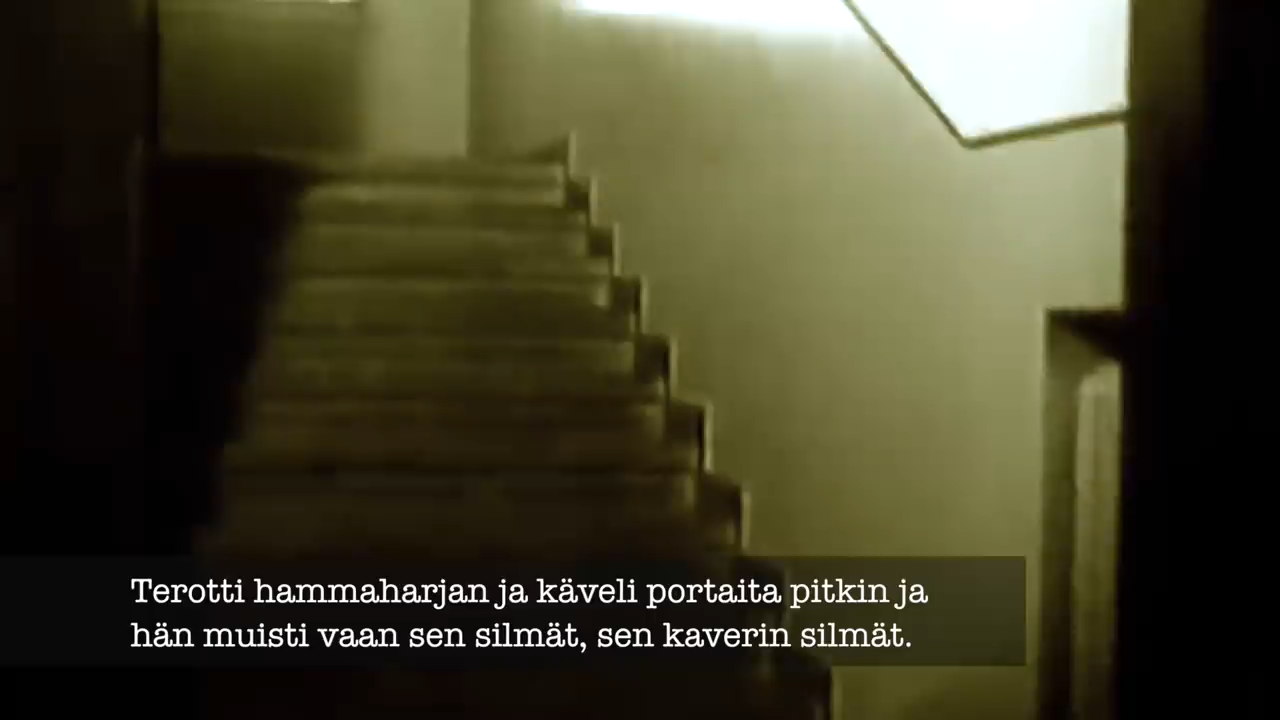 Terotti hammaharjan ja käveli portaita pitkin ja
hän muisti vaan sen silmät, sen kaverin silmät.